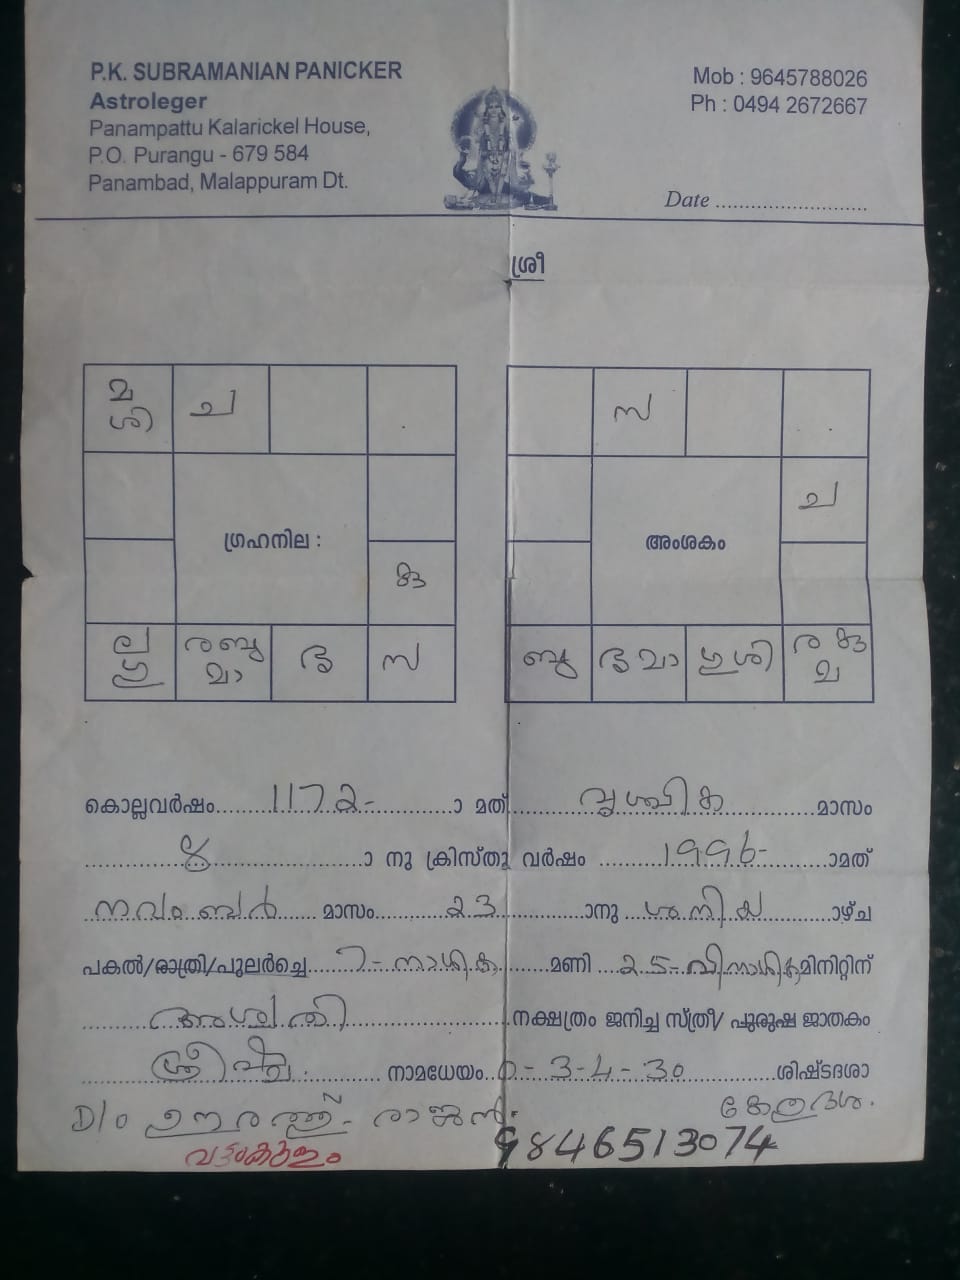 P.K. SUBRAMANIAN PANICKER
Astroleger
Panampattu Kalarickel House,
P.O. Purangu - 679 584
Panambad, Malappuram Dt.
Mob : 9645788026
Ph : 0494 2672667
Date ..........................
ശ്രീ
മ ച
ശി
ഗ്രഹനില :
കു
ല രബു ഭൃ സ
ഗു മാ
സ
ച
അംശകം
ബു ഗുശി
കൊല്ലവർഷം.......1172-..........ാ മത്.......വൃശ്ചിക..........മാസം
............8...............ാ നു ക്രിസ്തു വർഷം .......1996-.......ാമത്
നവംബർ..... മാസം.......23..........ാനു ..ശനിയ.......ാഴ്ച
പകൽ/രാത്രി/പുലർച്ചെ...7-നാഴിക.......മണി ...25-വിനാഴിക മിനിറ്റിന്
........അശ്വതി....................നക്ഷത്രം ജനിച്ച സ്ത്രീ/ പുരുഷ ജാതകം
............ നാമധേയം..0-3-4-30..........ശിഷ്ടദശാ
കേതുദശ.
D/o രാജൻ.
വട്ടംകുളം
9846513074